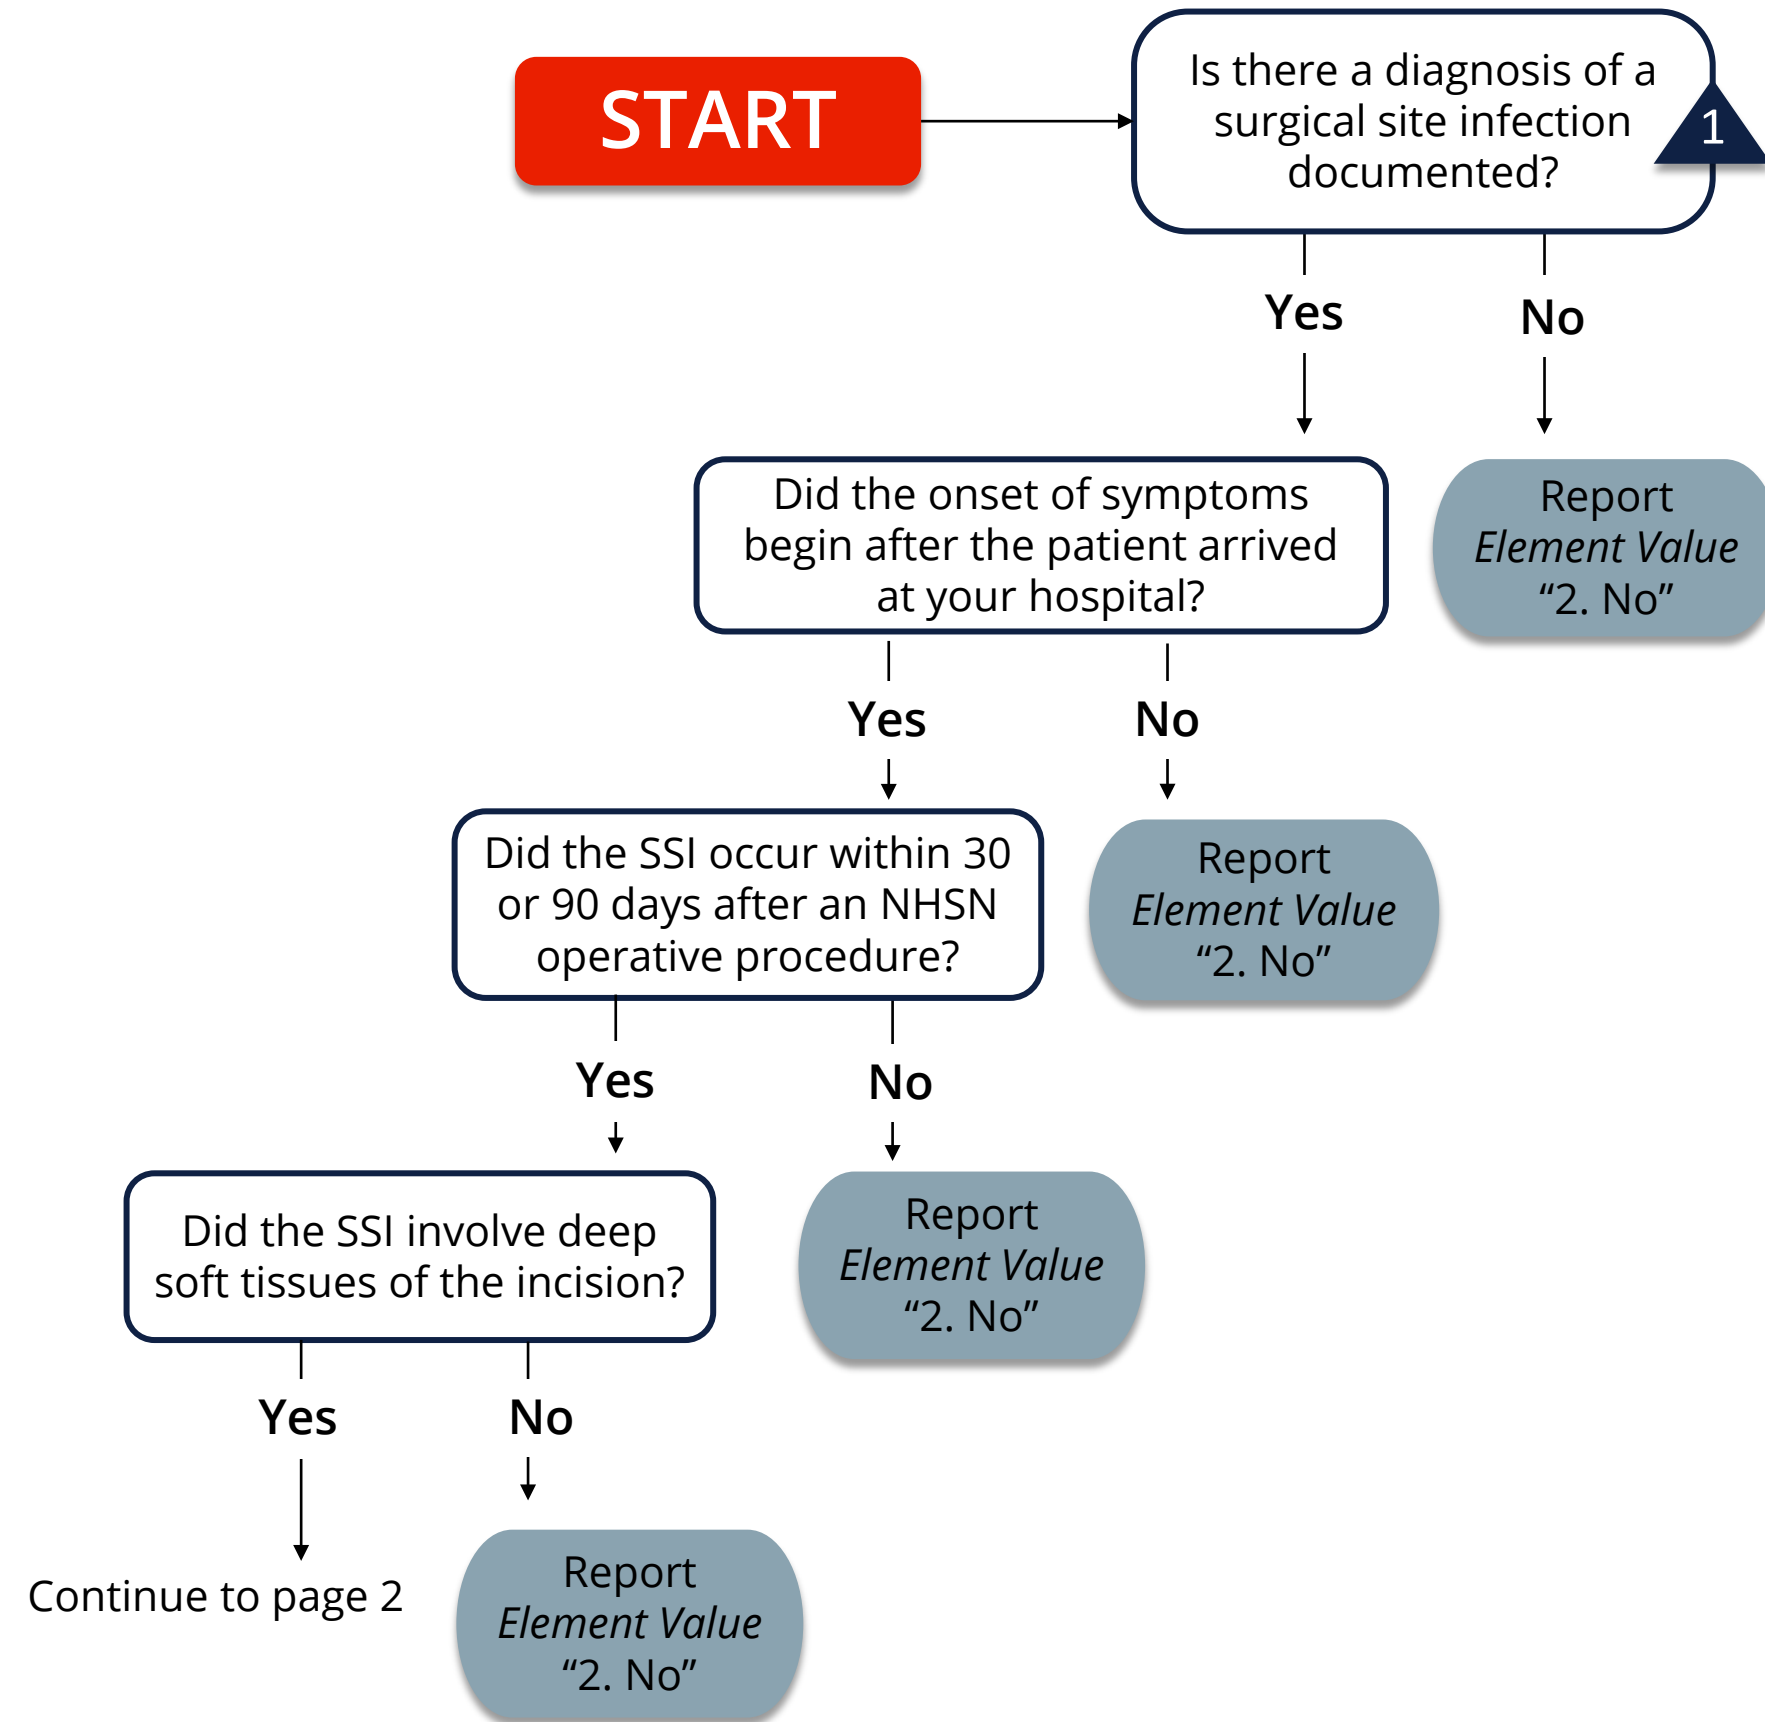 START
Is there a diagnosis of a
surgical site infection
documented?
1
Yes
No
Did the onset of symptoms
begin after the patient arrived
at your hospital?
Report
Element Value
“2. No”
Yes
No
Did the SSI occur within 30
or 90 days after an NHSN
operative procedure?
Report
Element Value
“2. No”
Yes
No
Did the SSI involve deep
soft tissues of the incision?
Report
Element Value
“2. No”
Yes
No
Continue to page 2
Report
Element Value
“2. No”